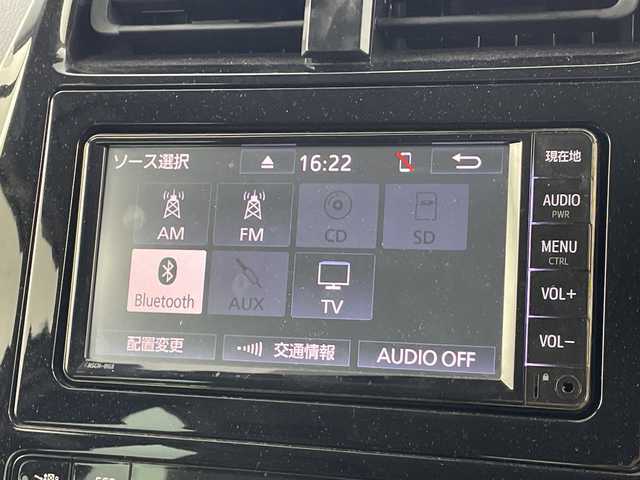 ソース選択 16:22
現在地
AM FM CD SD
AUDIO
PWR
MENU
CTRL
Bluetooth AUX TV
VOL+
配置変更 交通情報 AUDIO OFF
VOL-